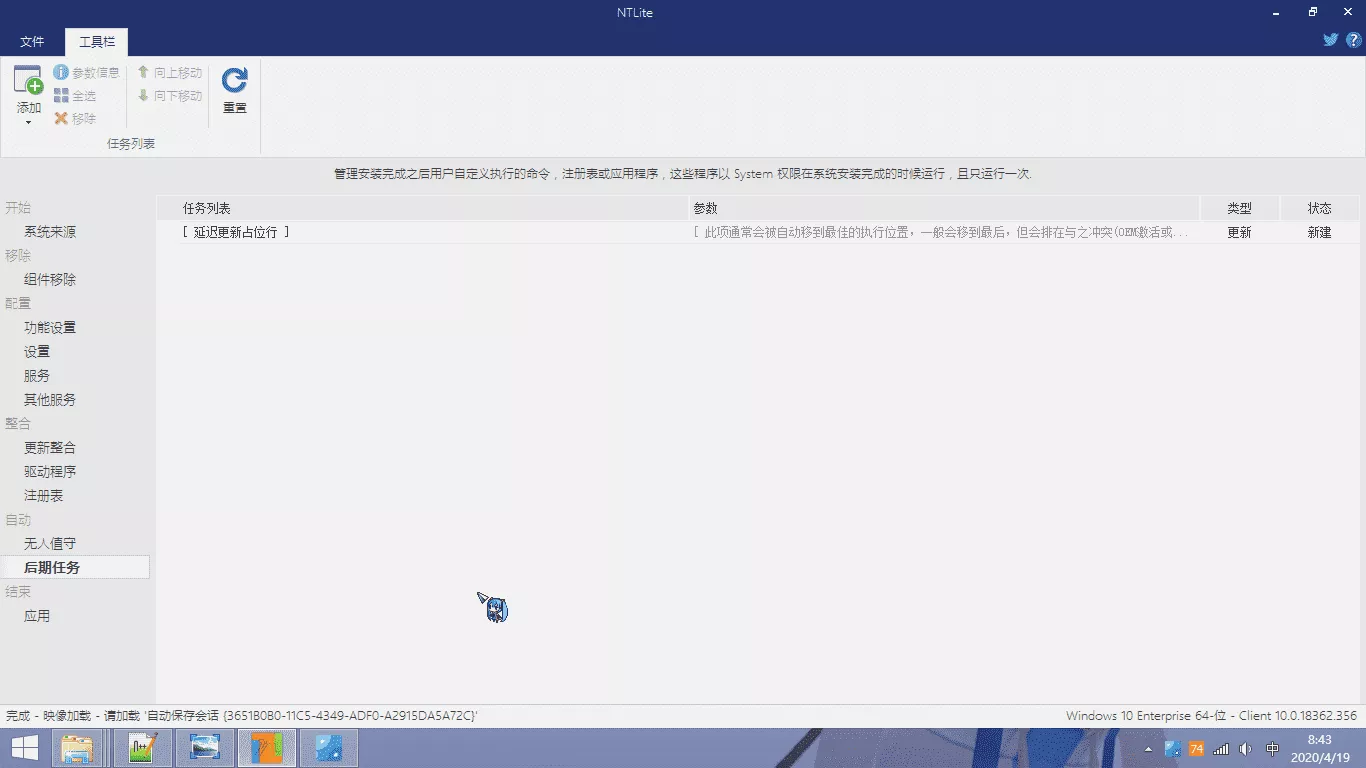 NTLite
文件
工具栏
添加
参数信息
全选
移除
向上移动
向下移动
重置
任务列表
管理安装完成之后用户自定义执行的命令，注册表或应用程序，这些程序以 System 权限在系统安装完成的时候运行，且只运行一次.
开始
系统来源
移除
组件移除
配置
功能设置
设置
服务
其他服务
整合
更新整合
驱动程序
注册表
自动
无人值守
后期任务
结束
应用
任务列表 参数 类型 状态
[ 延迟更新占位行 ] [ 此项通常会被自动移到最佳的执行位置，一般会移到最后，但会排在与之冲突(OEM激活或... 更新 新建
完成 - 映像加载 - 请加载 '自动保存会话 {3651B0B0-11C5-4349-ADF0-A2915DA5A72C}'
Windows 10 Enterprise 64-位 - Client 10.0.18362.356
74
中
8:43
2020/4/19